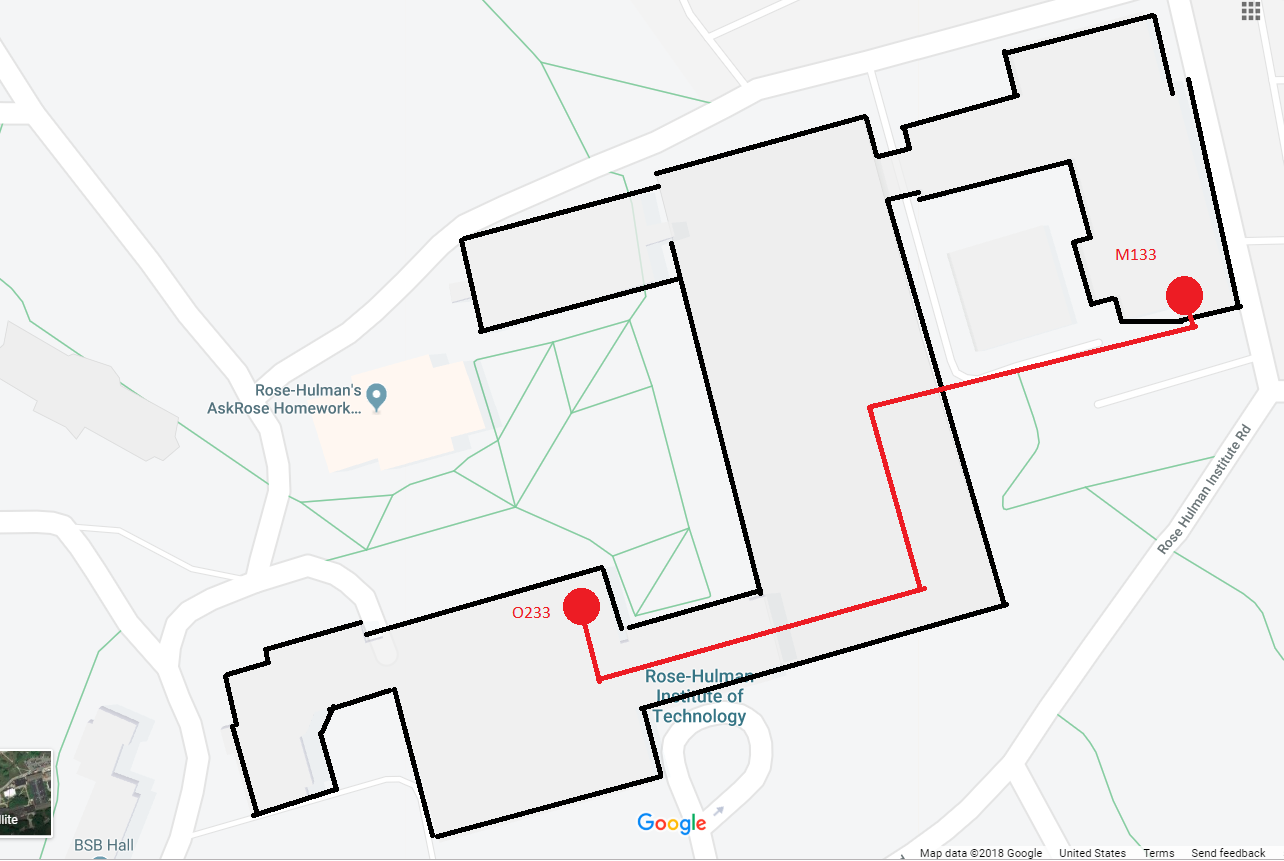 M133
Rose-Hulman's
AskRose Homework...
Rose Hulman Institute Rd
O233
Rose-Hulman
Institute of
Technology
llite
Google
BSB Hall
Map data ©2018 Google United States Terms Send feedback